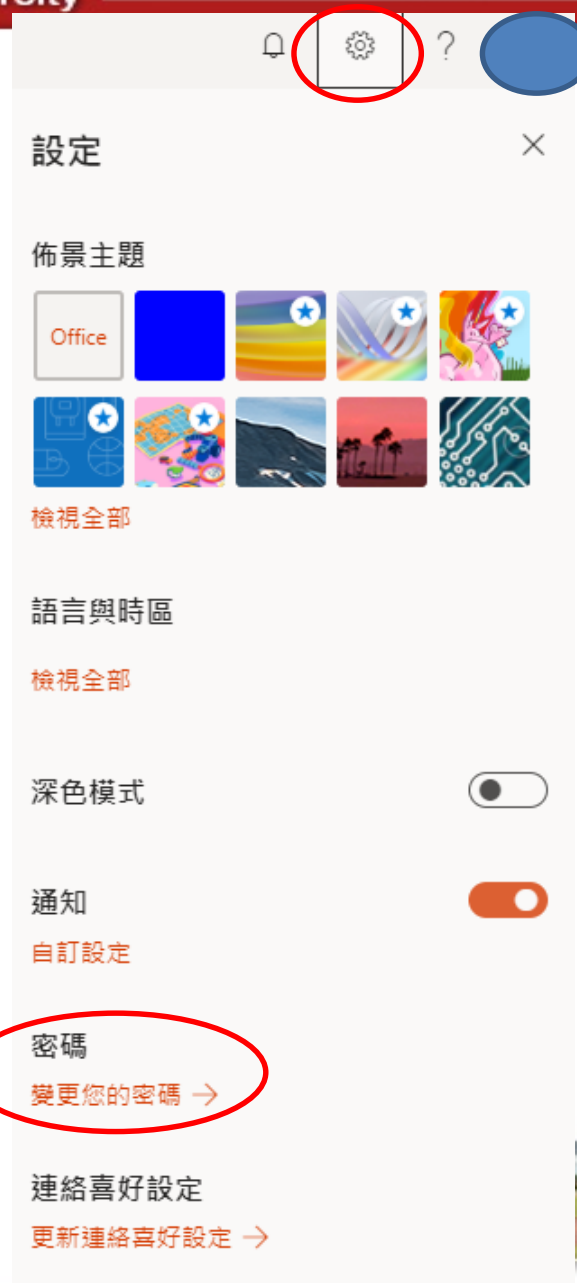 ?
設定
佈景主題
Office
檢視全部
語言與時區
檢視全部
深色模式
通知
自訂設定
密碼
變更您的密碼 →
連絡喜好設定
更新連絡喜好設定 →